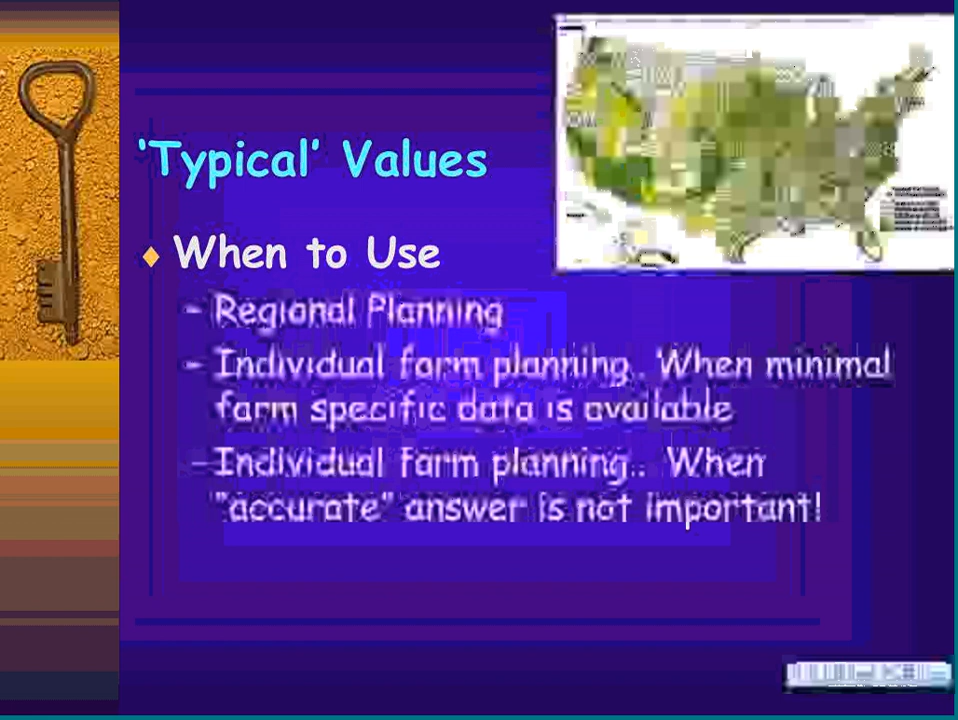 'Typical' Values
When to Use
- Regional Planning
- Individual farm planning.. When minimal
farm specific data is available
-Individual farm planning.. When
"accurate" answer is not important!